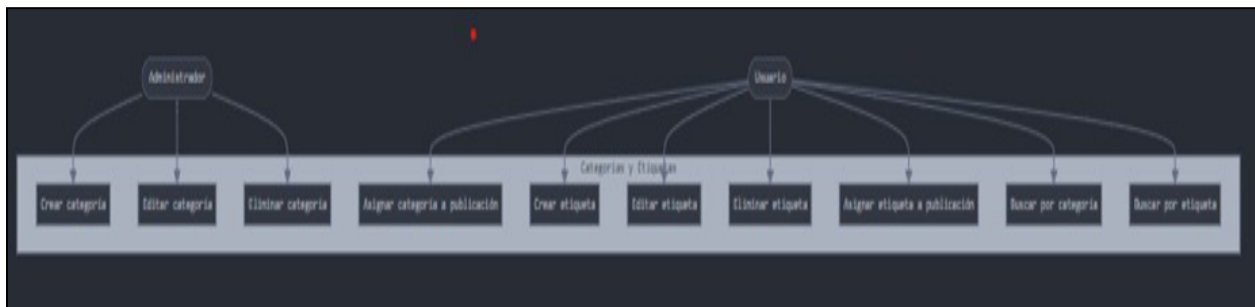 Administrador
Usuario
Categorías y Etiquetas
Crear categoría
Editar categoría
Eliminar categoría
Asignar categoría a publicación
Crear etiqueta
Editar etiqueta
Eliminar etiqueta
Asignar etiqueta a publicación
Buscar por categoría
Buscar por etiqueta